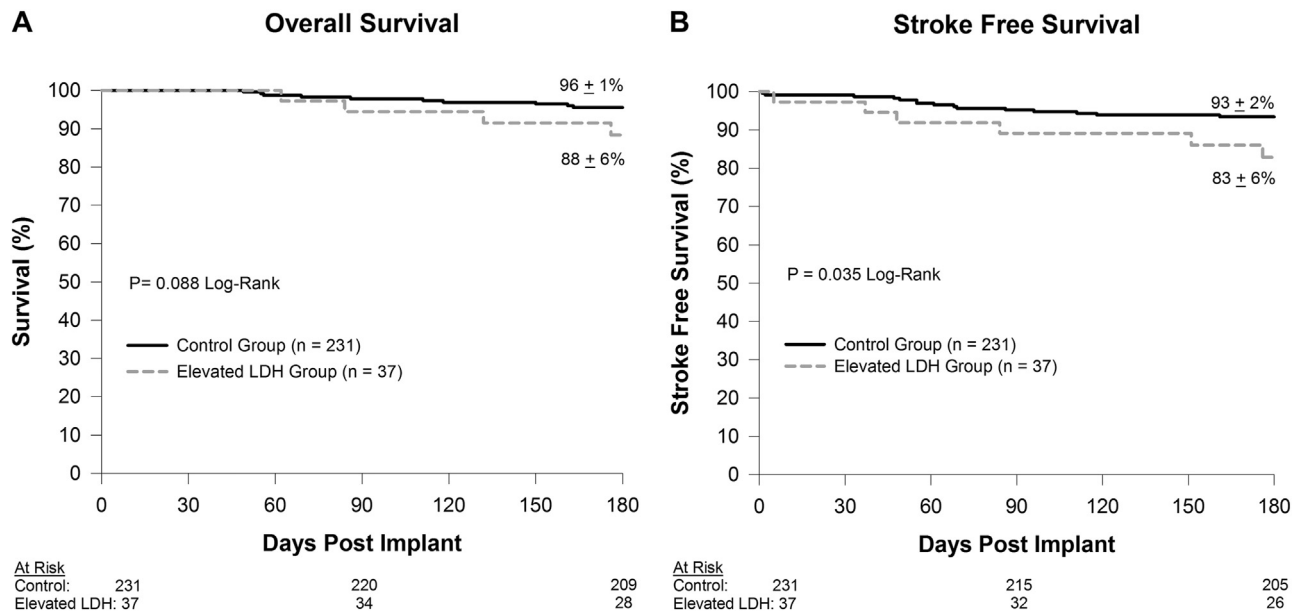 A
Overall Survival
100
90
80
70
60
50
40
30
20
10
0
Survival (%)
96 ± 1%
88 ± 6%
P= 0.088 Log-Rank
Control Group (n = 231)
Elevated LDH Group (n = 37)
0 30 60 90 120 150 180
Days Post Implant
At Risk
Control: 231 220 209
Elevated LDH: 37 34 28
B
Stroke Free Survival
100
90
80
70
60
50
40
30
20
10
0
Stroke Free Survival (%)
93 ± 2%
83 ± 6%
P = 0.035 Log-Rank
Control Group (n = 231)
Elevated LDH Group (n = 37)
0 30 60 90 120 150 180
Days Post Implant
At Risk
Control: 231 215 205
Elevated LDH: 37 32 26